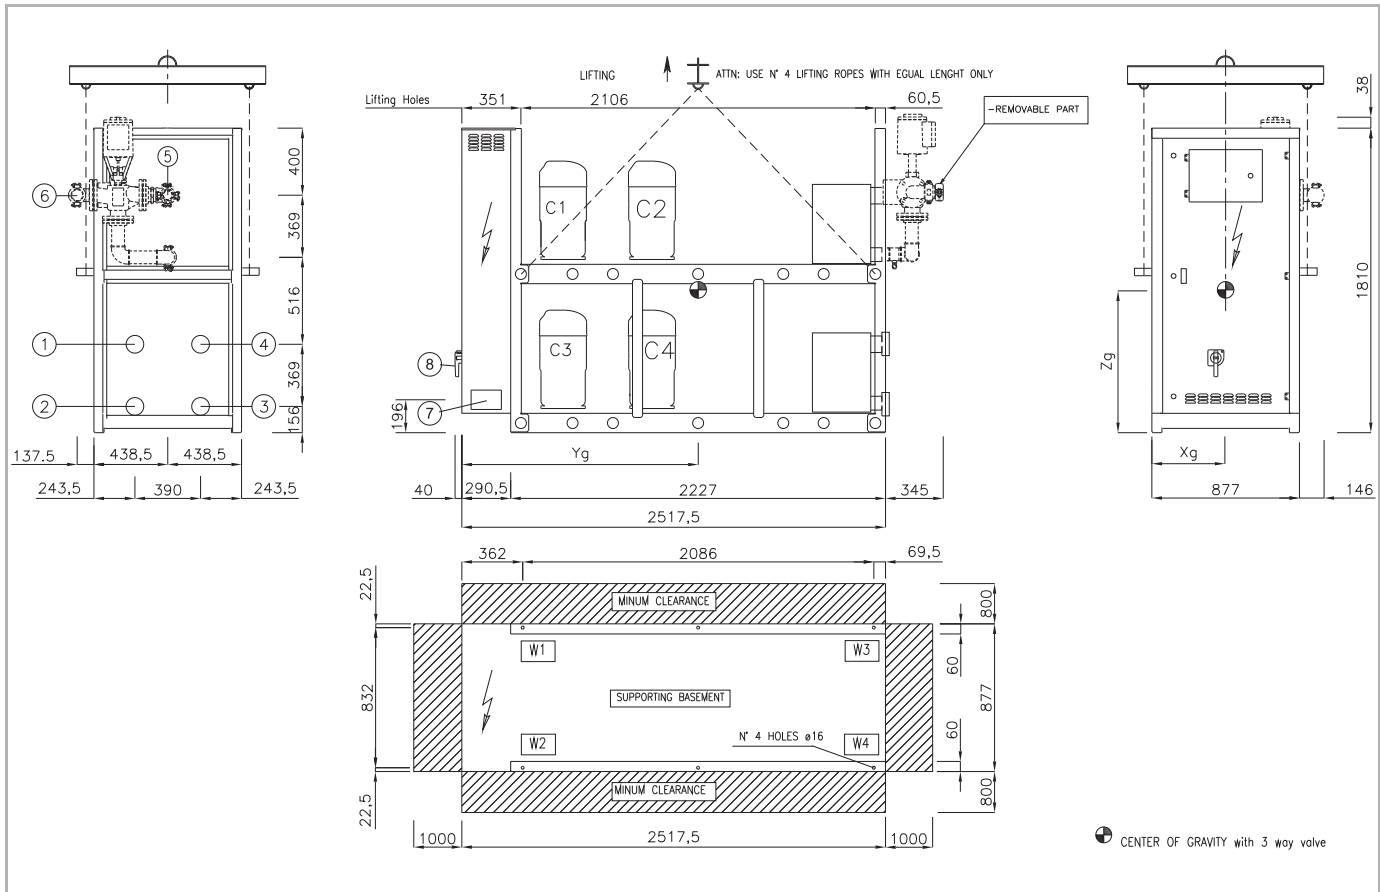 LIFTING
ATTN: USE N° 4 LIFTING ROPES WITH EGUAL LENGHT ONLY
Lifting Holes
351
2106
60,5
-REMOVABLE PART
38
400
369
516
369
156
5
6
1
4
2
3
C1
C2
C3
C4
8
7
196
1810
Zg
137.5
438,5
438,5
243,5
390
243,5
Yg
40
290,5
2227
345
2517,5
Xg
877
146
362
2086
69,5
22,5
MINUM CLEARANCE
800
W1
W3
60
832
SUPPORTING BASEMENT
877
W2
N° 4 HOLES ø16
W4
60
22,5
MINUM CLEARANCE
800
1000
2517,5
1000
CENTER OF GRAVITY with 3 way valve